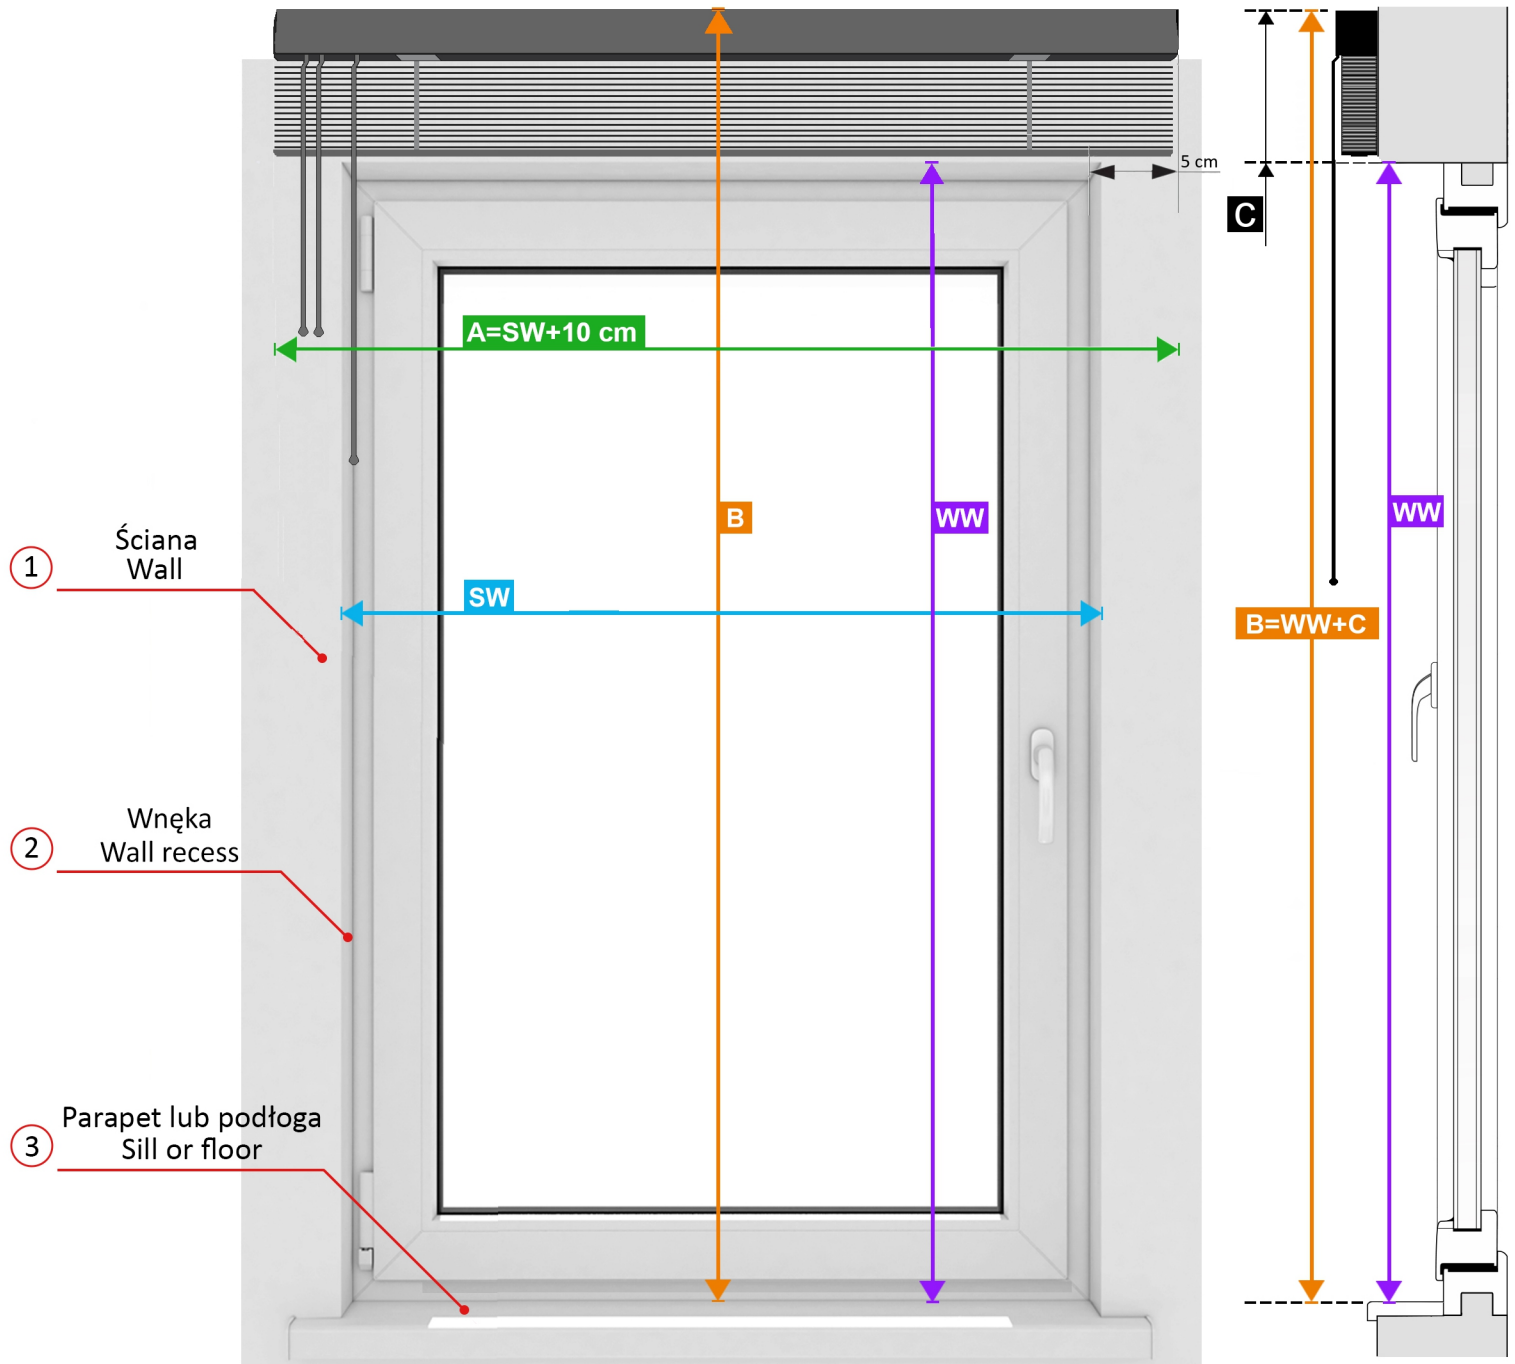 5 cm
C
A=SW+10 cm
B
WW
WW
Ściana
Wall
1
SW
B=WW+C
Wnęka
Wall recess
2
Parapet lub podłoga
Sill or floor
3